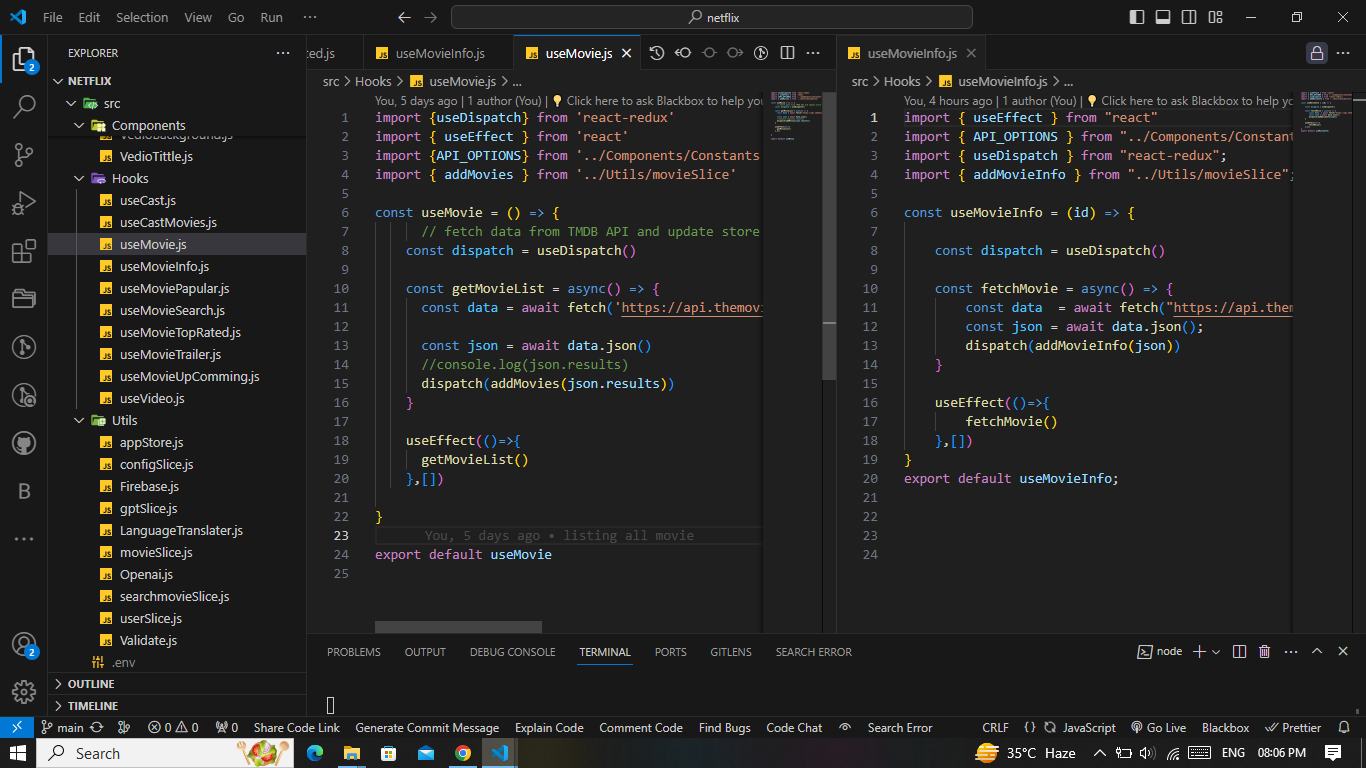 File Edit Selection View Go Run ···
netflix
EXPLORER
NETFLIX
src
Components
VedioTittle.js
Hooks
useCast.js
useCastMovies.js
useMovie.js
useMovieInfo.js
useMoviePapular.js
useMovieSearch.js
useMovieTopRated.js
useMovieTrailer.js
useMovieUpComming.js
useVideo.js
Utils
appStore.js
configSlice.js
Firebase.js
gptSlice.js
LanguageTranslater.js
movieSlice.js
Openai.js
searchmovieSlice.js
userSlice.js
Validate.js
.env
OUTLINE
TIMELINE
2
B
2
ted.js useMovieInfo.js useMovie.js
src > Hooks > useMovie.js > ...
You, 5 days ago | 1 author (You) | Click here to ask Blackbox to help you
1 import {useDispatch} from 'react-redux'
2 import { useEffect } from 'react'
3 import {API_OPTIONS} from '../Components/Constants
4 import { addMovies } from '../Utils/movieSlice'
5
6 const useMovie = () => {
7 // fetch data from TMDB API and update store
8 const dispatch = useDispatch()
9
10 const getMovieList = async() => {
11 const data = await fetch('https://api.themovi
12
13 const json = await data.json()
14 //console.log(json.results)
15 dispatch(addMovies(json.results))
16 }
17
18 useEffect(()=>{
19 getMovieList()
20 },[])
21
22 }
23 You, 5 days ago • listing all movie
24 export default useMovie
25
useMovieInfo.js
src > Hooks > useMovieInfo.js > ...
You, 4 hours ago | 1 author (You) | Click here to ask Blackbox to help yo
1 import { useEffect } from "react"
2 import { API_OPTIONS } from "../Components/Constant
3 import { useDispatch } from "react-redux";
4 import { addMovieInfo } from "../Utils/movieSlice";
5
6 const useMovieInfo = (id) => {
7
8 const dispatch = useDispatch()
9
10 const fetchMovie = async() => {
11 const data = await fetch("https://api.them
12 const json = await data.json();
13 dispatch(addMovieInfo(json))
14 }
15
16 useEffect(()=>{
17 fetchMovie()
18 },[])
19 }
20 export default useMovieInfo;
21
22
23
24
PROBLEMS OUTPUT DEBUG CONSOLE TERMINAL PORTS GITLENS SEARCH ERROR
node
main 0 0 0 Share Code Link Generate Commit Message Explain Code Comment Code Find Bugs Code Chat Search Error CRLF {} JavaScript Go Live Blackbox Prettier
Search
35°C Haze ENG 08:06 PM